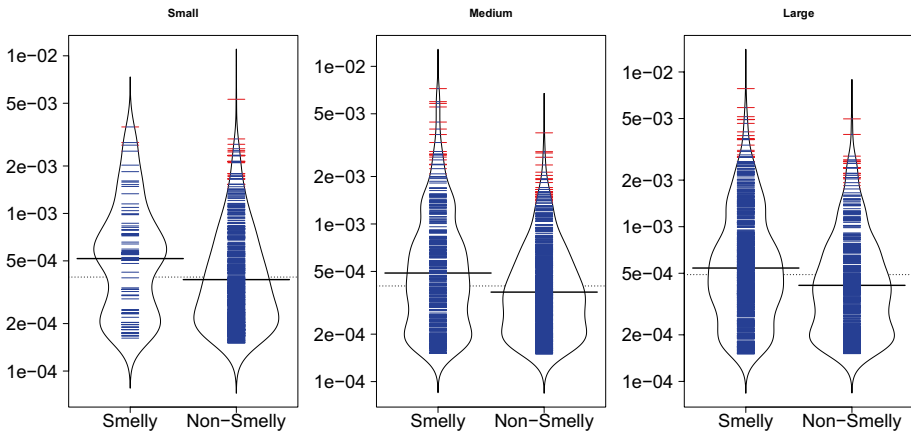 Small
1e−02
5e−03
2e−03
1e−03
5e−04
2e−04
1e−04
Smelly
Non−Smelly
Medium
1e−02
5e−03
2e−03
1e−03
5e−04
2e−04
1e−04
Smelly
Non−Smelly
Large
1e−02
5e−03
2e−03
1e−03
5e−04
2e−04
1e−04
Smelly
Non−Smelly